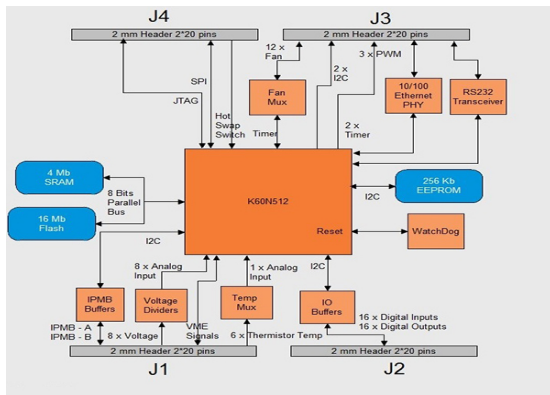 J4
J3
2 mm Header 2*20 pins
2 mm Header 2*20 pins
12 x
Fan
3 x PWM
2 x
I2C
SPI
JTAG
Fan
Mux
10/100
Ethernet
PHY
RS232
Transceiver
Hot
Swap
Switch
Timer
2 x
Timer
4 Mb
SRAM
8 Bits
Parallel
Bus
16 Mb
Flash
K60N512
I2C
256 Kb
EEPROM
Reset
WatchDog
I2C
8 x Analog
Input
1 x Analog
Input
I2C
IPMB
Buffers
Voltage
Dividers
Temp
Mux
IO
Buffers
IPMB - A
IPMB - B
8 x Voltage
VME
Signals
6 x Thermistor Temp
16 x Digital Inputs
16 x Digital Outputs
2 mm Header 2*20 pins
2 mm Header 2*20 pins
J1
J2